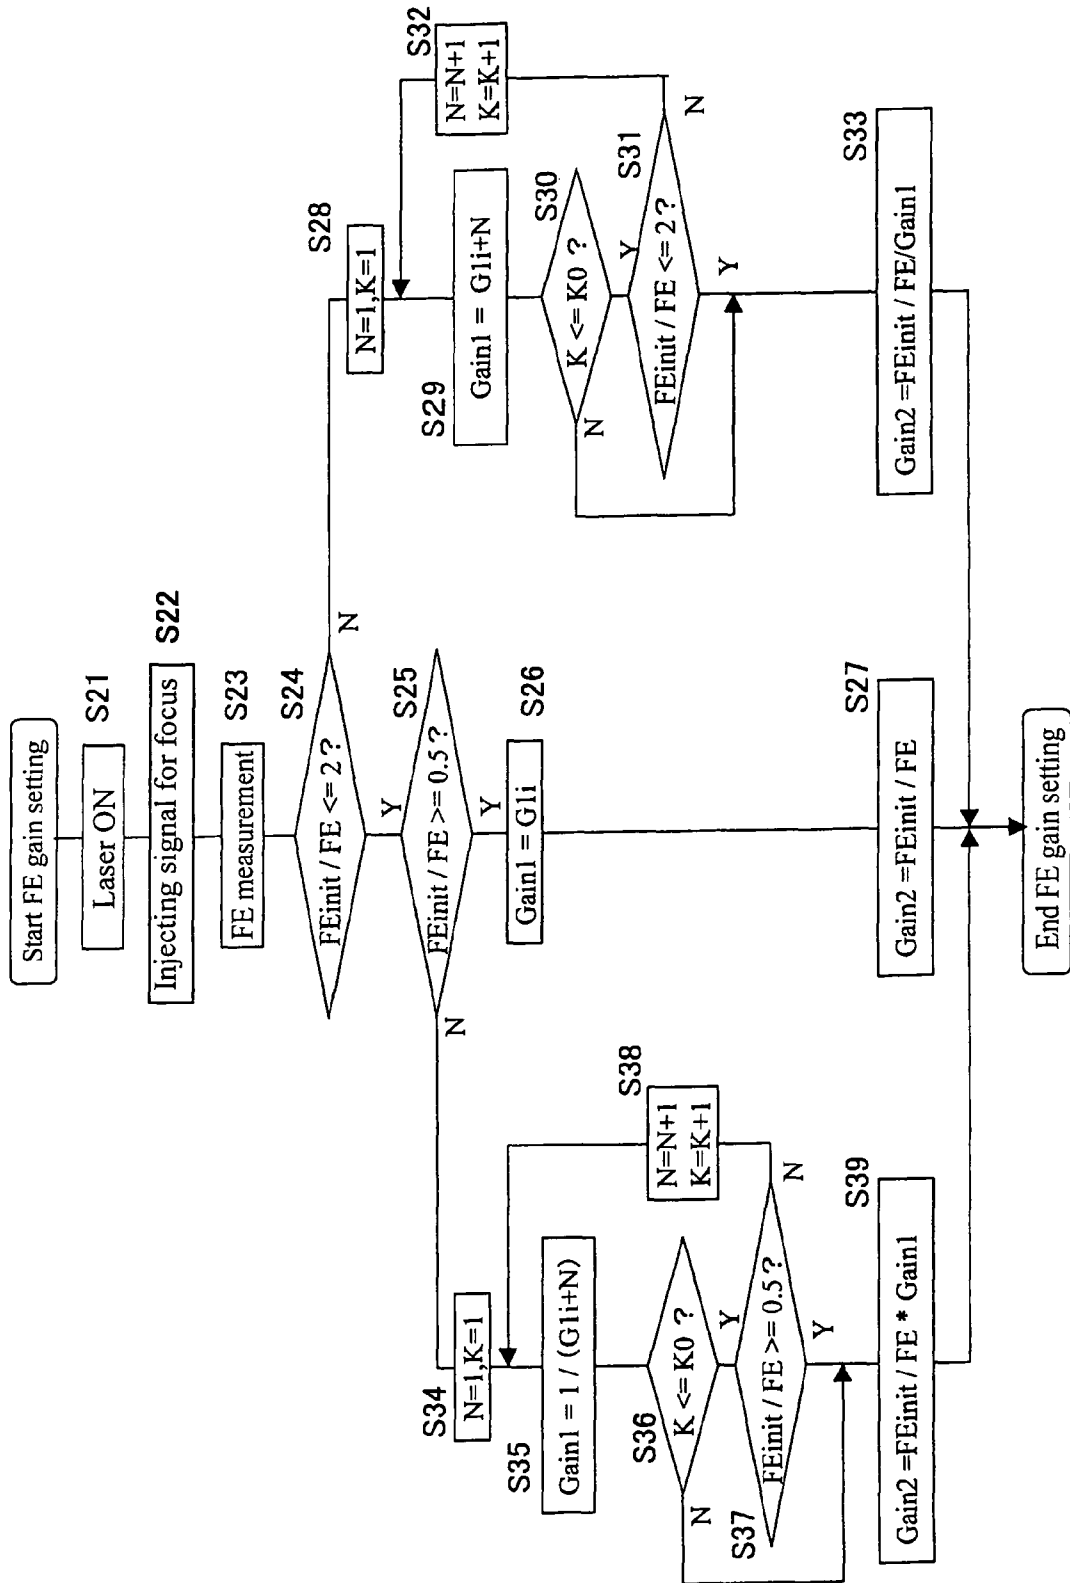 Start FE gain setting
S21
Laser ON
S22
Injecting signal for focus
S23
FE measurement
S24
FEinit / FE <= 2 ?
N
Y
S25
FEinit / FE >= 0.5 ?
N
Y
S26
Gain1 = G1i
S27
Gain2 =FEinit / FE
S28
N=1,K=1
S29
Gain1 = G1i+N
S30
K <= K0 ?
N
Y
S31
FEinit / FE <= 2 ?
N
Y
S32
N=N+1
K=K+1
S33
Gain2 =FEinit / FE/Gain1
S34
N=1,K=1
S35
Gain1 = 1 / (G1i+N)
S36
K <= K0 ?
N
Y
S37
FEinit / FE >= 0.5 ?
N
Y
S38
N=N+1
K=K+1
S39
Gain2 =FEinit / FE * Gain1
End FE gain setting